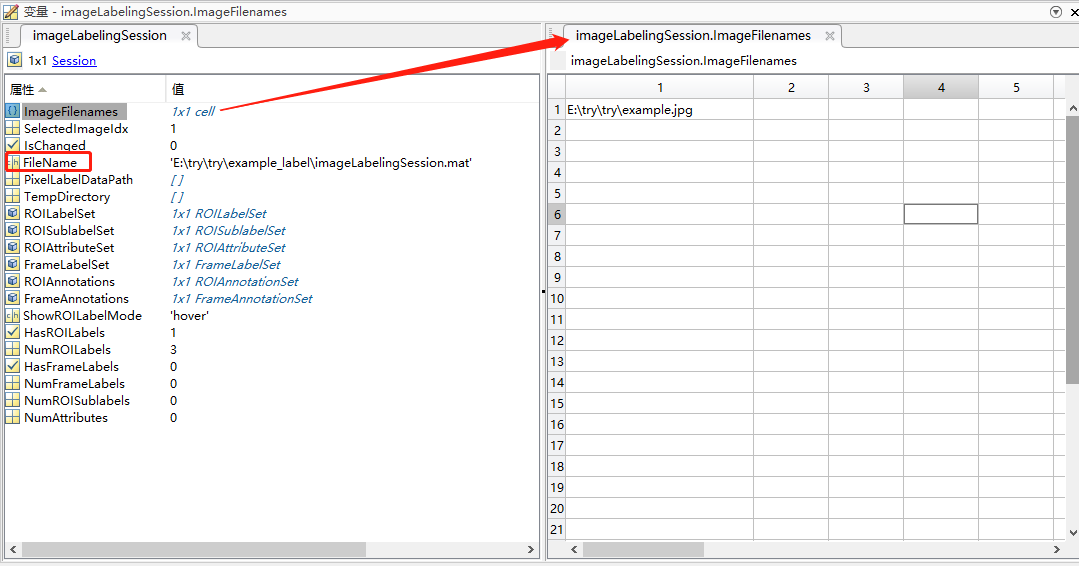 变量 - imageLabelingSession.ImageFilenames
imageLabelingSession
1x1 Session
属性 值
ImageFilenames 1x1 cell
SelectedImageIdx 1
IsChanged 0
FileName 'E:\try\try\example_label\imageLabelingSession.mat'
PixelLabelDataPath [ ]
TempDirectory [ ]
ROILabelSet 1x1 ROILabelSet
ROISublabelSet 1x1 ROISublabelSet
ROIAttributeSet 1x1 ROIAttributeSet
FrameLabelSet 1x1 FrameLabelSet
ROIAnnotations 1x1 ROIAnnotationSet
FrameAnnotations 1x1 FrameAnnotationSet
ShowROILabelMode 'hover'
HasROILabels 1
NumROILabels 3
HasFrameLabels 0
NumFrameLabels 0
NumROISublabels 0
NumAttributes 0
imageLabelingSession.ImageFilenames
imageLabelingSession.ImageFilenames
1 2 3 4 5
1 E:\try\try\example.jpg
2
3
4
5
6
7
8
9
10
11
12
13
14
15
16
17
18
19
20
21